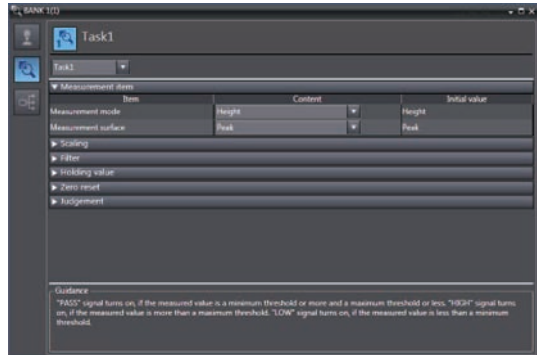 BANK 1(1)
Task1
Task1
▼ Measurement item
Item Content Initial value
Measurement mode Height Height
Measurement surface Peak Peak
▶ Scaling
▶ Filter
▶ Holding value
▶ Zero reset
▶ Judgement
Guidance
"PASS" signal turns on, if the measured value is a minimum threshold or more and a maximum threshold or less. "HIGH" signal turns
on, if the measured value is more than a maximum threshold. "LOW" signal turns on, if the measured value is less than a minimum
threshold.